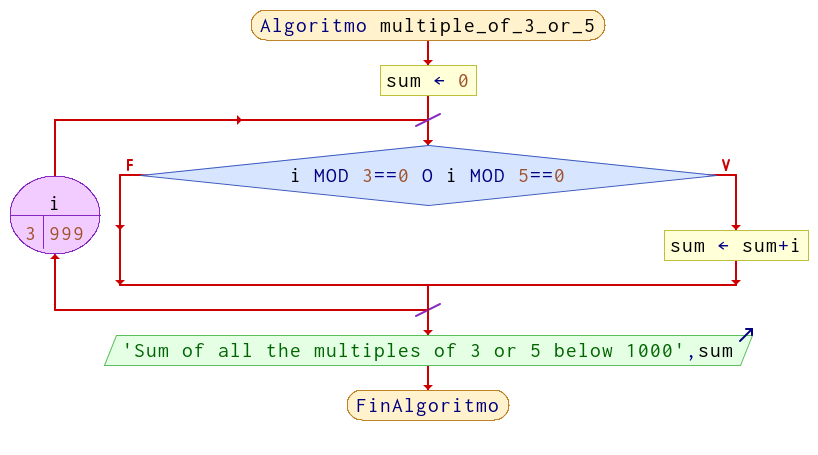 Algoritmo multiple_of_3_or_5
sum ← 0
F
V
i MOD 3==0 O i MOD 5==0
i
3 999
sum ← sum+i
'Sum of all the multiples of 3 or 5 below 1000',sum
FinAlgoritmo